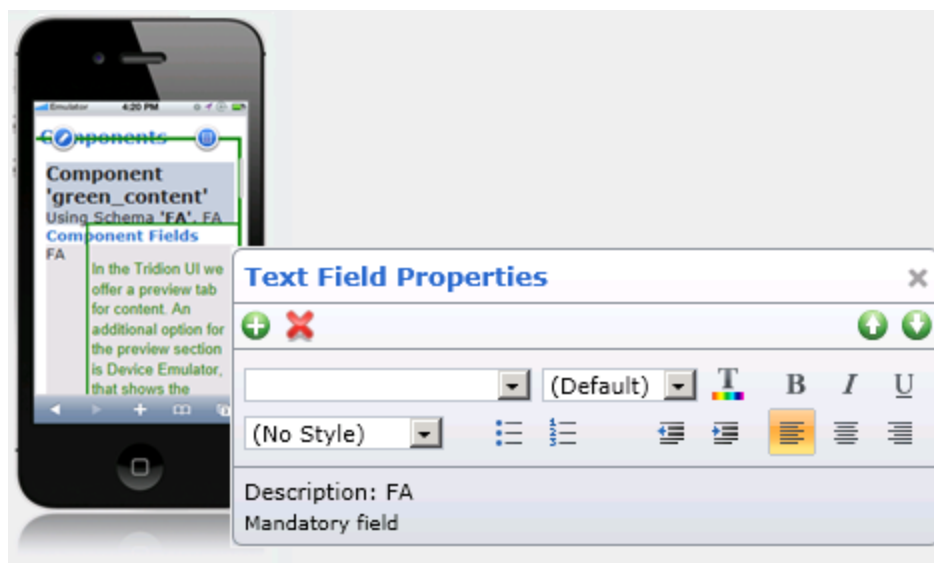 Emulator 4:20 PM
Components
Component
'green_content'
Using Schema 'FA', FA
Component Fields
FA
In the Tridion UI we
offer a preview tab
for content. An
additional option for
the preview section
is Device Emulator,
that shows the
Text Field Properties
(Default) T B I U
(No Style)
Description: FA
Mandatory field